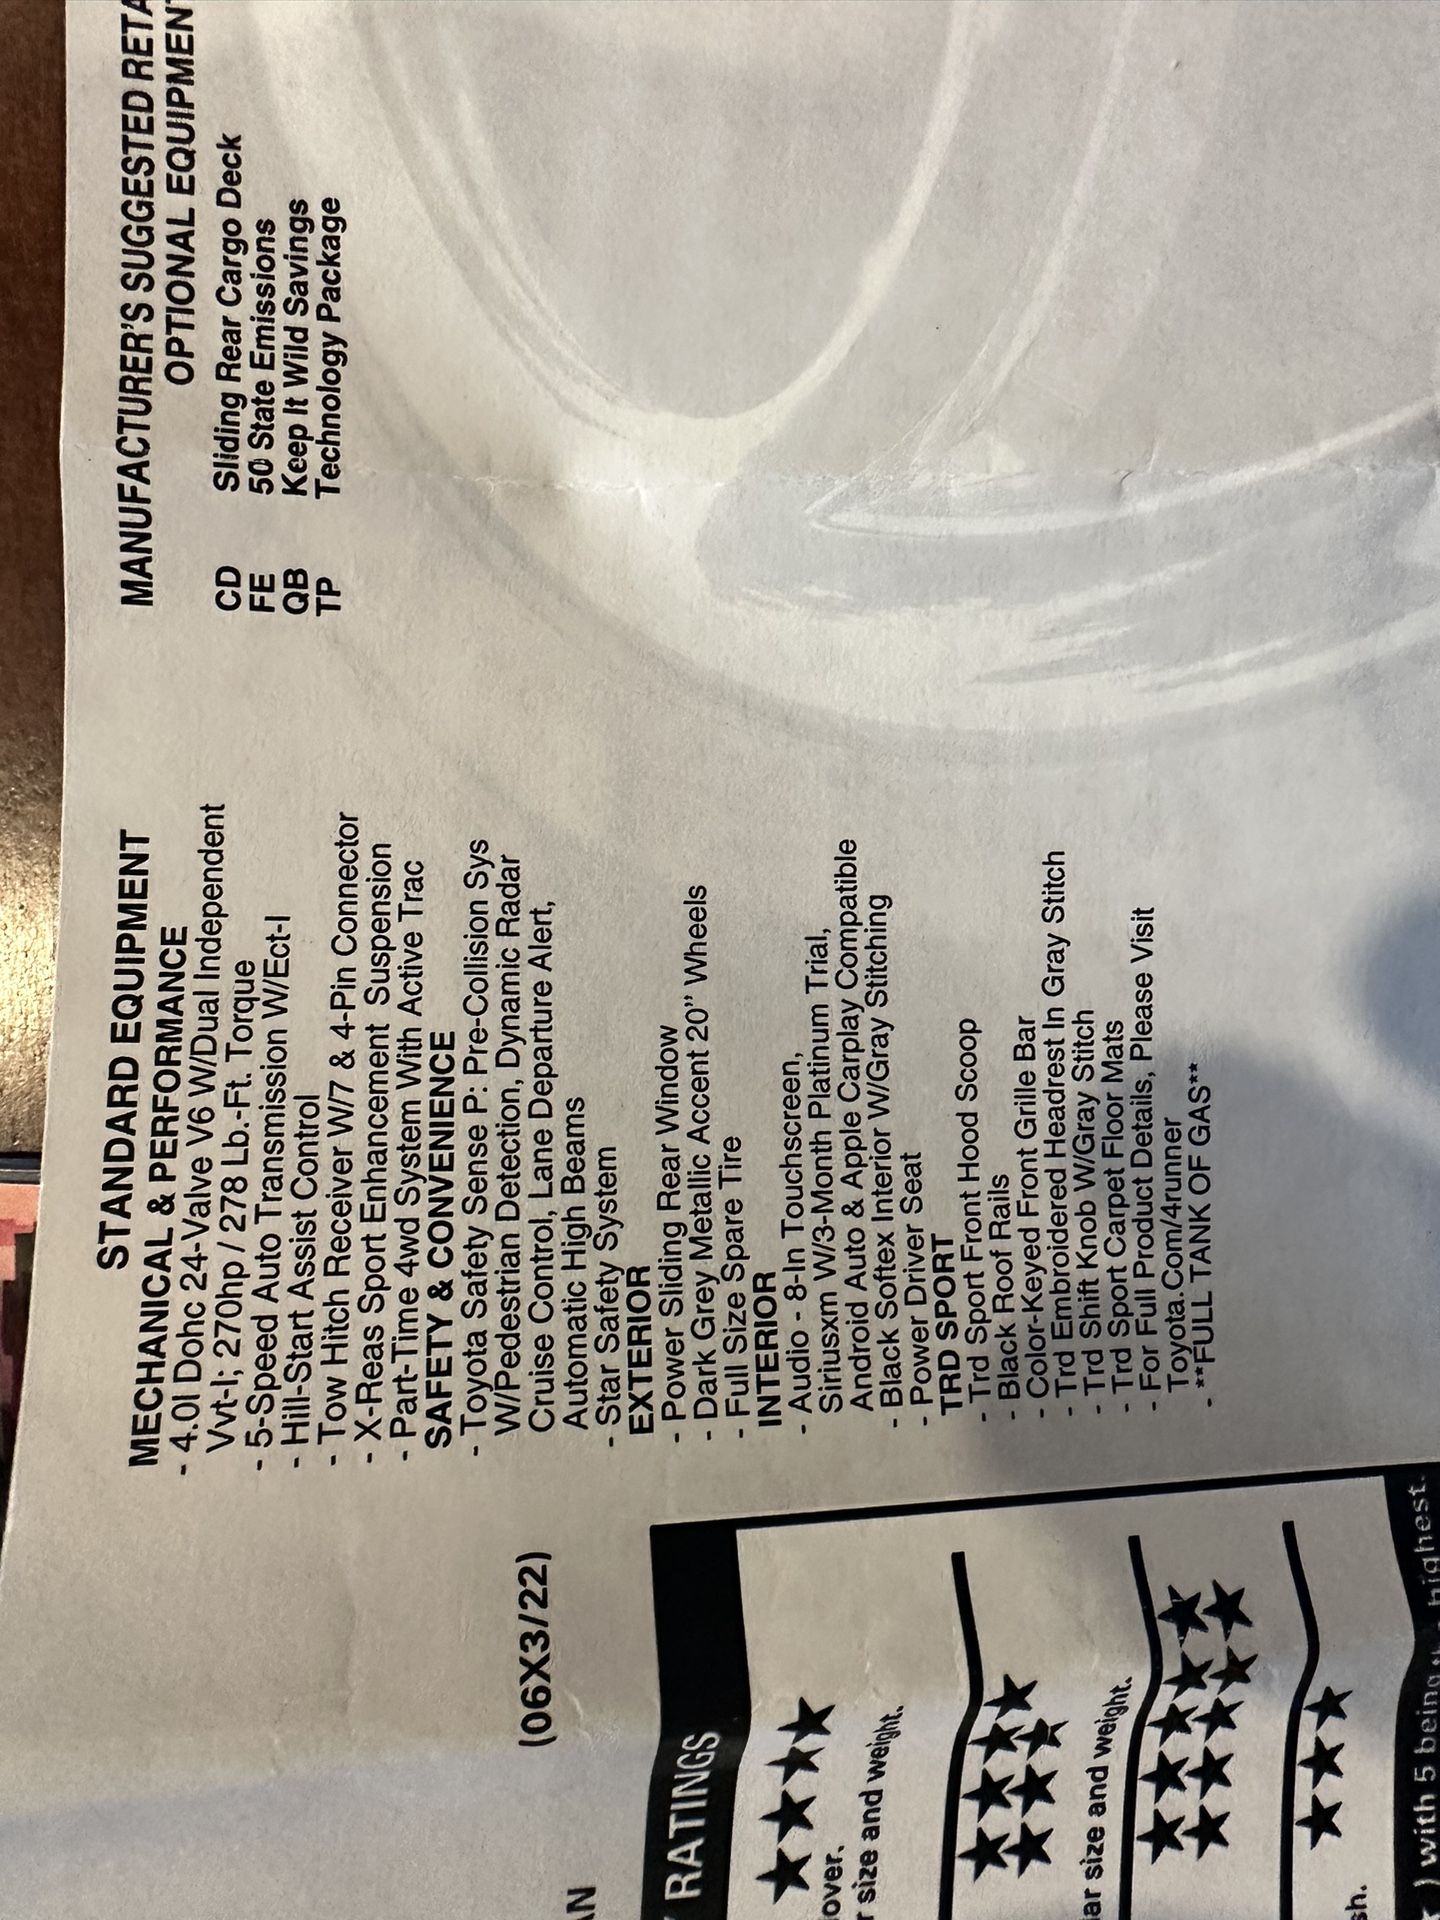 STANDARD EQUIPMENT
MECHANICAL & PERFORMANCE
- 4.0l Dohc 24-Valve V6 W/Dual Independent
Vvt-I; 270hp / 278 Lb.-Ft. Torque
- 5-Speed Auto Transmission W/Ect-I
- Hill-Start Assist Control
- Tow Hitch Receiver W/7 & 4-Pin Connector
- X-Reas Sport Enhancement Suspension
- Part-Time 4wd System With Active Trac
SAFETY & CONVENIENCE
- Toyota Safety Sense P: Pre-Collision Sys
W/Pedestrian Detection, Dynamic Radar
Cruise Control, Lane Departure Alert,
Automatic High Beams
- Star Safety System
EXTERIOR
- Power Sliding Rear Window
- Dark Grey Metallic Accent 20” Wheels
- Full Size Spare Tire
INTERIOR
- Audio - 8-In Touchscreen,
Siriusxm W/3-Month Platinum Trial,
Android Auto & Apple Carplay Compatible
- Black Softex Interior W/Gray Stitching
- Power Driver Seat
TRD SPORT
- Trd Sport Front Hood Scoop
- Black Roof Rails
- Color-Keyed Front Grille Bar
- Trd Embroidered Headrest In Gray Stitch
- Trd Shift Knob W/Gray Stitch
- Trd Sport Carpet Floor Mats
- For Full Product Details, Please Visit
Toyota.Com/4runner
- **FULL TANK OF GAS**
MANUFACTURER'S SUGGESTED RETA
OPTIONAL EQUIPMEN
CD Sliding Rear Cargo Deck
FE 50 State Emissions
QB Keep It Wild Savings
TP Technology Package
(06X3/22)
AN
RATINGS
★★★★
over.
r size and weight.
★★★★
★★★★
ar size and weight.
★★★★★
★★★★★
★★★
sh.
) with 5 being highest.